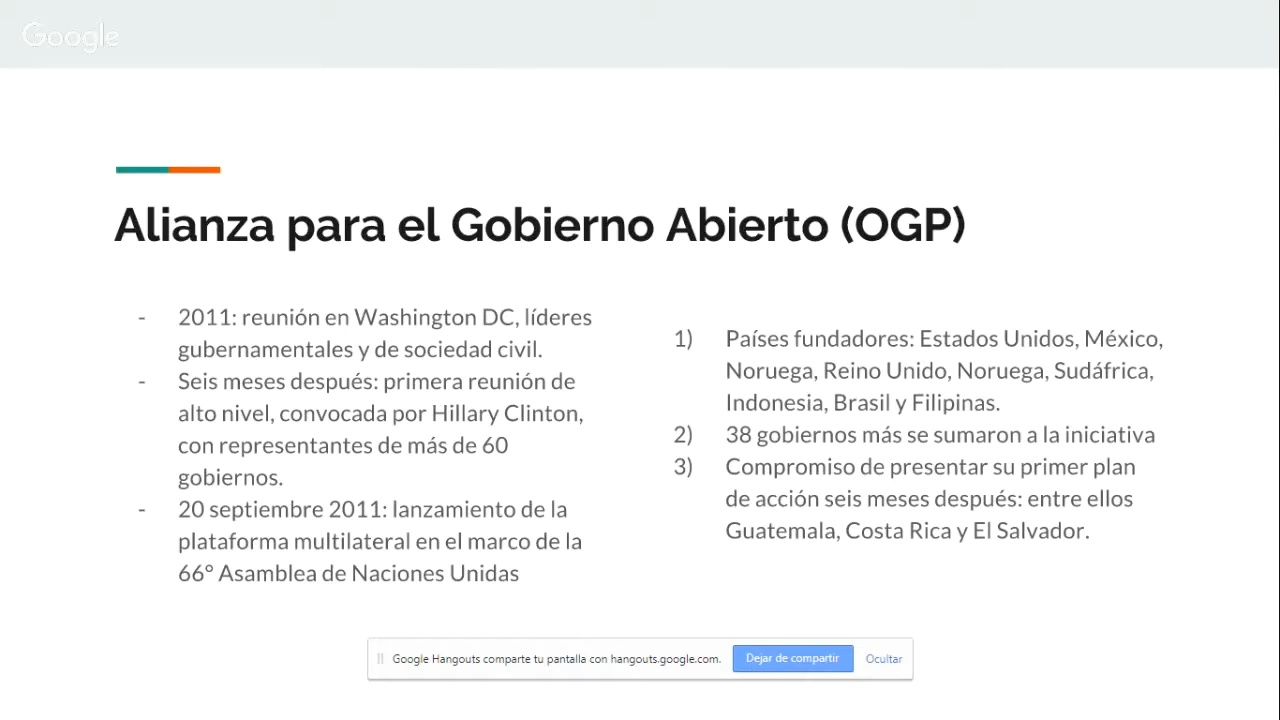 Google
Alianza para el Gobierno Abierto (OGP)
- 2011: reunión en Washington DC, líderes
gubernamentales y de sociedad civil.
- Seis meses después: primera reunión de
alto nivel, convocada por Hillary Clinton,
con representantes de más de 60
gobiernos.
- 20 septiembre 2011: lanzamiento de la
plataforma multilateral en el marco de la
66° Asamblea de Naciones Unidas
1) Países fundadores: Estados Unidos, México,
Noruega, Reino Unido, Noruega, Sudáfrica,
Indonesia, Brasil y Filipinas.
2) 38 gobiernos más se sumaron a la iniciativa
3) Compromiso de presentar su primer plan
de acción seis meses después: entre ellos
Guatemala, Costa Rica y El Salvador.
Google Hangouts comparte tu pantalla con hangouts.google.com. Dejar de compartir Ocultar